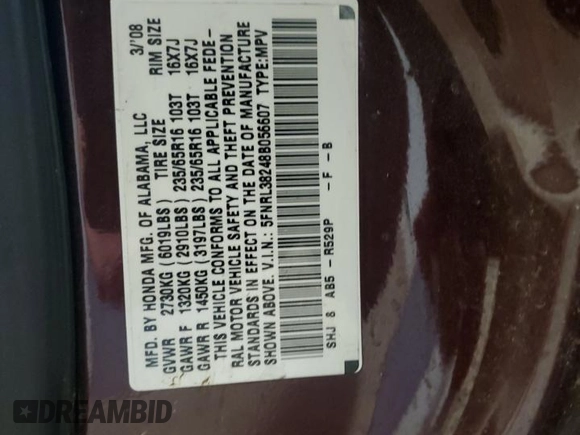 MFD. BY HONDA MFG. OF ALABAMA, LLC 3/'08
GVWR 2730KG (6019LBS) TIRE SIZE RIM SIZE
GAWR F 1320KG (2910LBS) 235/65R16 103T 16X7J
GAWR R 1450KG (3197LBS) 235/65R16 103T 16X7J
THIS VEHICLE CONFORMS TO ALL APPLICABLE FEDE-
RAL MOTOR VEHICLE SAFETY AND THEFT PREVENTION
STANDARDS IN EFFECT ON THE DATE OF MANUFACTURE
SHOWN ABOVE. V.I.N.: 5FNRL38248B056607 TYPE:MPV
SHJ 8 AB5 - R529P - F - B
DREAMBID